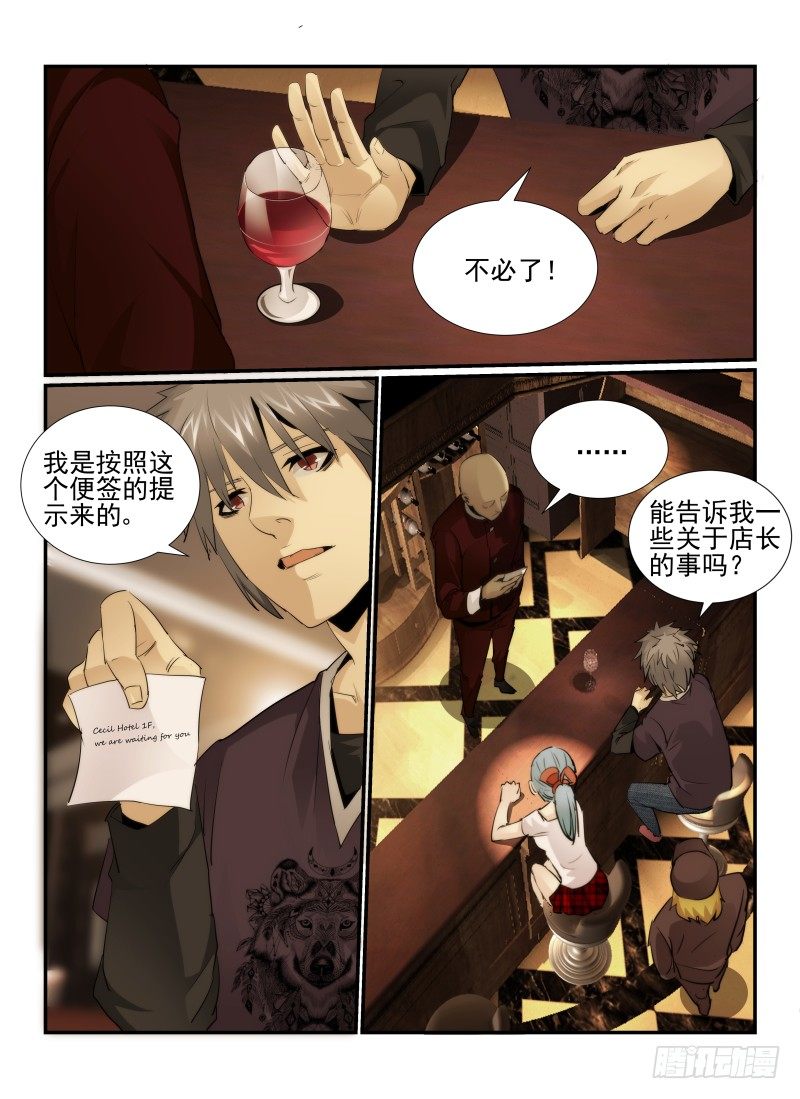 不必了！
我是按照这
个便签的提
示来的。
Cecil Hotel 1F,
we are waiting for you
……
能告诉我一
些关于店长
的事吗？
腾讯动漫